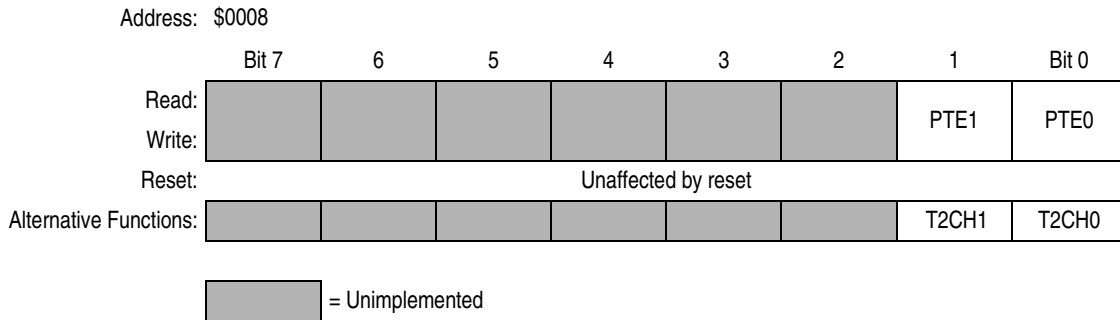 Address: $0008
Bit 7 6 5 4 3 2 1 Bit 0
Read:
PTE1 PTE0
Write:
Reset: Unaffected by reset
Alternative Functions: T2CH1 T2CH0
= Unimplemented